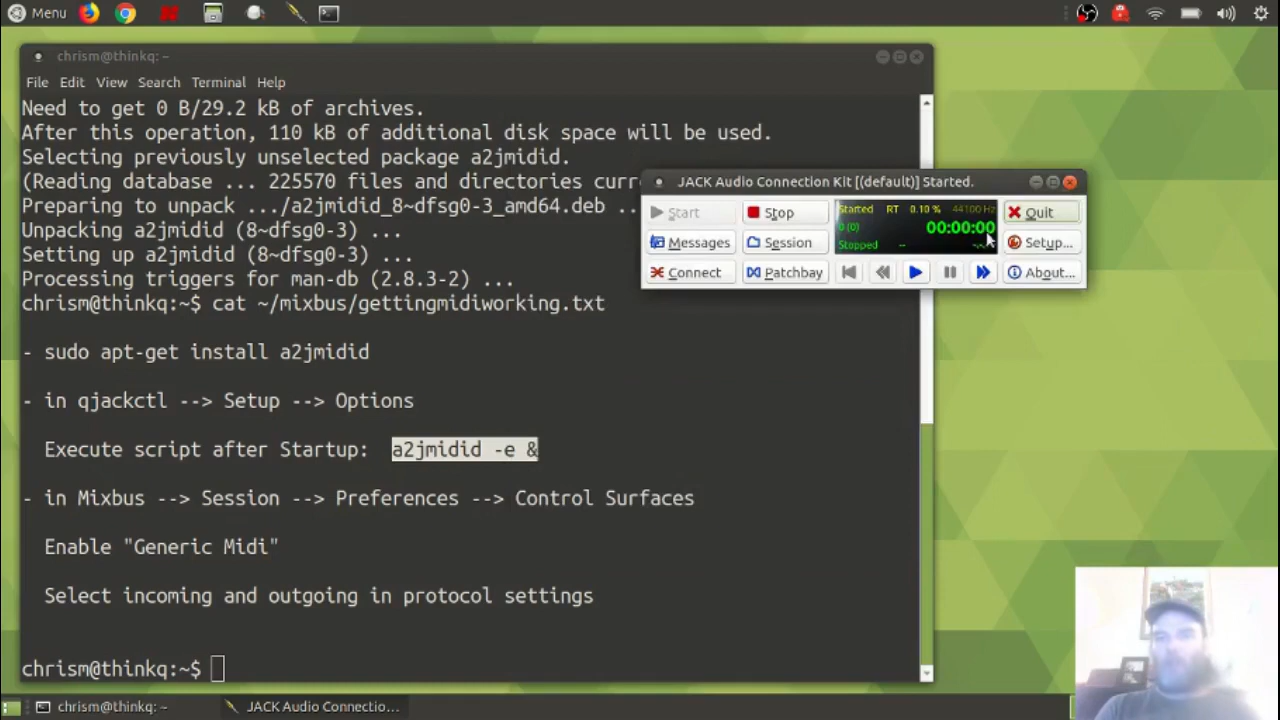 Menu
chrism@thinkq: ~
File Edit View Search Terminal Help
Need to get 0 B/29.2 kB of archives.
After this operation, 110 kB of additional disk space will be used.
Selecting previously unselected package a2jmidid.
(Reading database ... 225570 files and directories curre
Preparing to unpack .../a2jmidid_8~dfsg0-3_amd64.deb ...
Unpacking a2jmidid (8~dfsg0-3) ...
Setting up a2jmidid (8~dfsg0-3) ...
Processing triggers for man-db (2.8.3-2) ...
chrism@thinkq:~$ cat ~/mixbus/gettingmidiworking.txt
- sudo apt-get install a2jmidid
- in qjackctl --> Setup --> Options
Execute script after Startup: a2jmidid -e &
- in Mixbus --> Session --> Preferences --> Control Surfaces
Enable "Generic Midi"
Select incoming and outgoing in protocol settings
chrism@thinkq:~$
JACK Audio Connection Kit [(default)] Started.
Start Stop Started RT 0.10 % 44100 Hz Quit
Messages Session 0 (0) 00:00:00 Setup...
Stopped -- -.--
Connect Patchbay About...
chrism@thinkq: ~ JACK Audio Connectio...